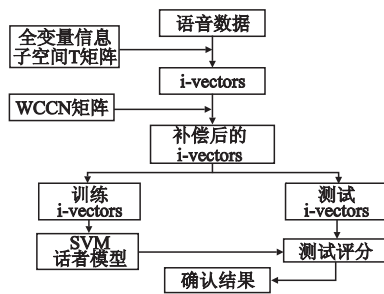 语音数据
全变量信息
子空间T矩阵
i-vectors
WCCN矩阵
补偿后的
i-vectors
训练
i-vectors
测试
i-vectors
SVM
话者模型
测试评分
确认结果